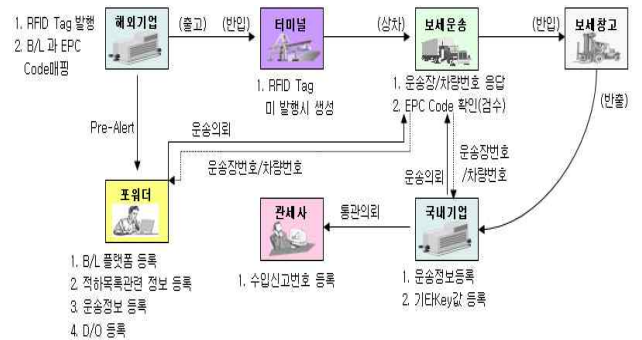 1. RFID Tag 발행
2. B/L 과 EPC
Code매핑
해외기업
(출고)
(반입)
터미널
(상차)
보세운송
(반입)
보세창고
1. RFID Tag
미 발행시 생성
1. 운송장/차량번호 응답
2. EPC Code 확인(검수)
(반출)
Pre-Alert
운송의뢰
운송장번호/차량번호
운송의뢰
운송장번호
/차량번호
포워더
관세사
통관의뢰
국내기업
1. B/L 플랫폼 등록
2. 적하목록관련 정보 등록
3. 운송정보 등록
4. D/O 등록
1. 수입신고번호 등록
1. 운송정보등록
2. 기타Key값 등록